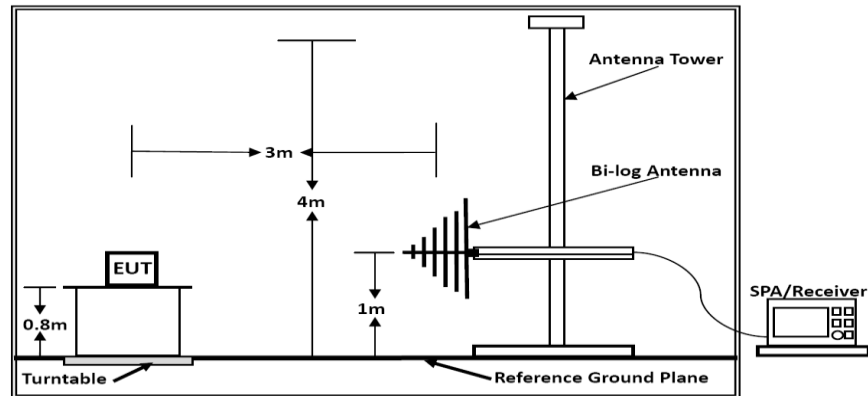 Antenna Tower
3m
Bi-log Antenna
4m
EUT
SPA/Receiver
0.8m
1m
Turntable
Reference Ground Plane